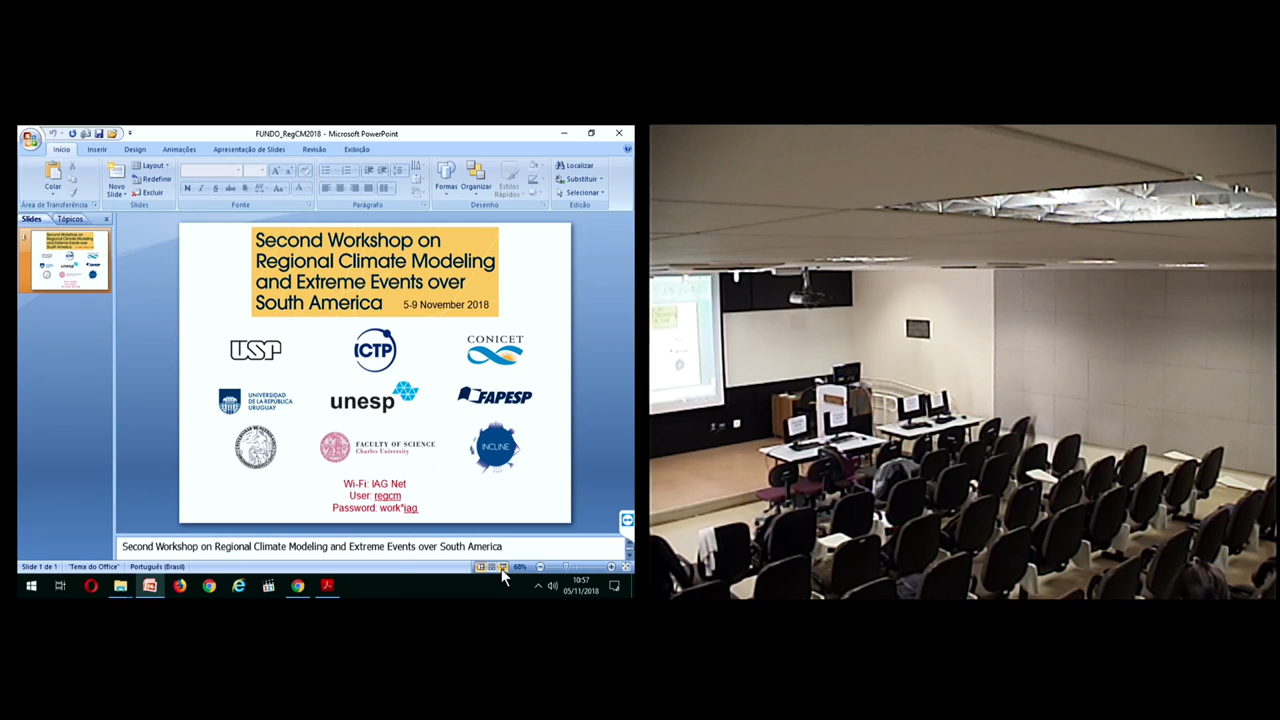 FUNDO_RegCM2018 - Microsoft PowerPoint
Início Inserir Design Animações Apresentação de Slides Revisão Exibição
Colar
Área de Transferência
Novo
Slide
Layout
Redefinir
Excluir
Slides
Fonte
Parágrafo
Formas
Organizar
Estilos
Rápidos
Desenho
Localizar
Substituir
Selecionar
Edição
Slides Tópicos
Second Workshop on
Regional Climate Modeling
and Extreme Events over
South America 5-9 November 2018
USP
ICTP
CONICET
UNIVERSIDAD
DE LA REPÚBLICA
URUGUAY
unesp
FAPESP
FACULTY OF SCIENCE
Charles University
INCLINE
Wi-Fi: IAG Net
User: regcm
Password: work*iag
Second Workshop on Regional Climate Modeling and Extreme Events over South America
Slide 1 de 1 "Tema do Office" Português (Brasil) 68%
10:57
05/11/2018